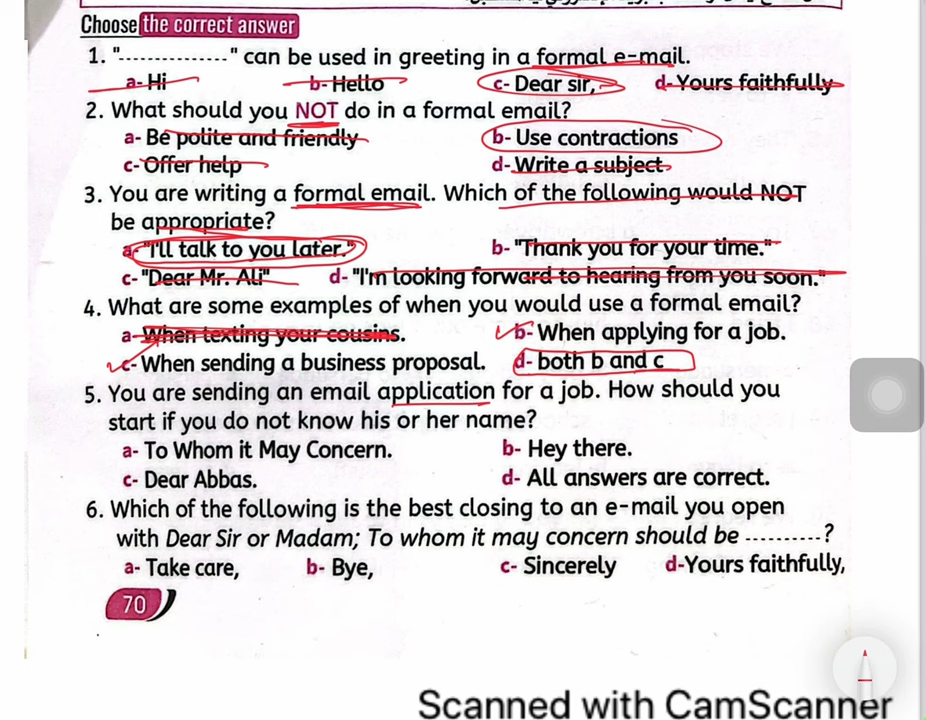 Choose the correct answer
1. "---------------" can be used in greeting in a formal e-mail.
a- Hi b- Hello c- Dear sir, d- Yours faithfully
2. What should you NOT do in a formal email?
a- Be polite and friendly b- Use contractions
c- Offer help d- Write a subject
3. You are writing a formal email. Which of the following would NOT
be appropriate?
a- "I'll talk to you later." b- "Thank you for your time."
c- "Dear Mr. Ali" d- "I'm looking forward to hearing from you soon."
4. What are some examples of when you would use a formal email?
a- When texting your cousins. b- When applying for a job.
c- When sending a business proposal. d- both b and c
5. You are sending an email application for a job. How should you
start if you do not know his or her name?
a- To Whom it May Concern. b- Hey there.
c- Dear Abbas. d- All answers are correct.
6. Which of the following is the best closing to an e-mail you open
with Dear Sir or Madam; To whom it may concern should be ----------?
a- Take care, b- Bye, c- Sincerely d-Yours faithfully,
70
Scanned with CamScanner